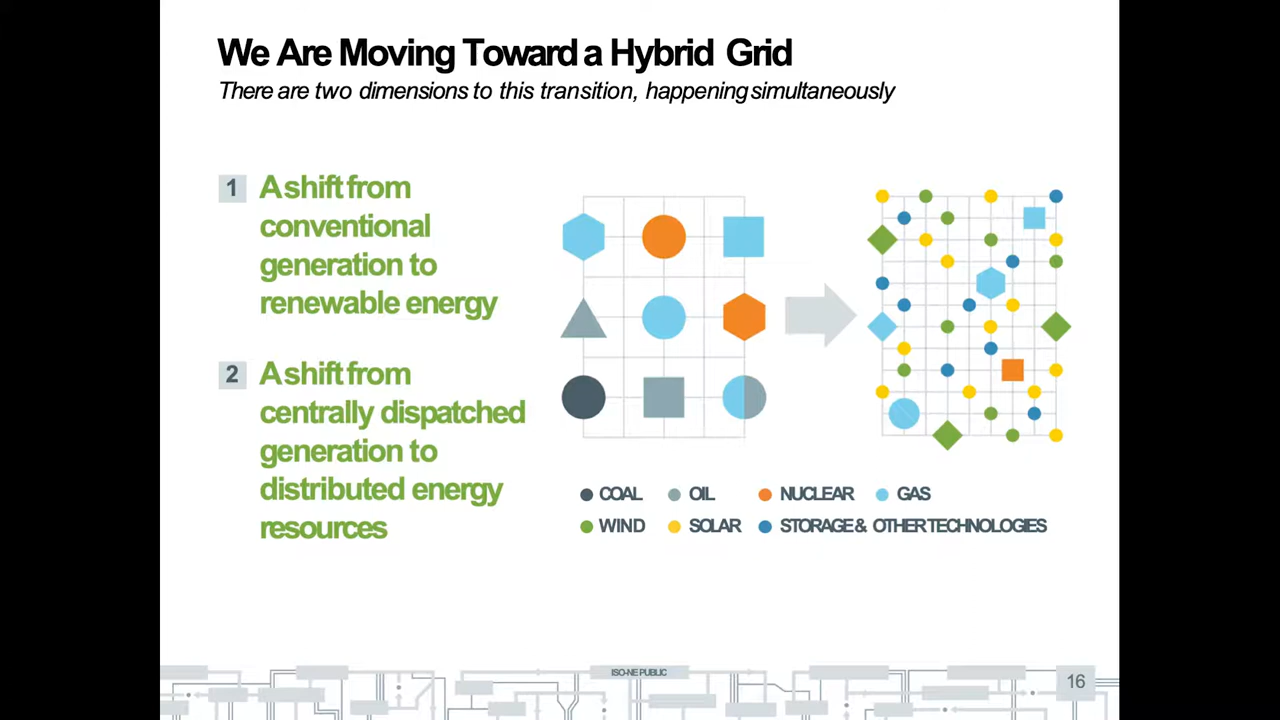 We Are Moving Toward a Hybrid Grid
There are two dimensions to this transition, happening simultaneously
1
A shift from
conventional
generation to
renewable energy
2
A shift from
centrally dispatched
generation to
distributed energy
resources
COAL OIL NUCLEAR GAS
WIND SOLAR STORAGE & OTHER TECHNOLOGIES
ISO-NE PUBLIC
16